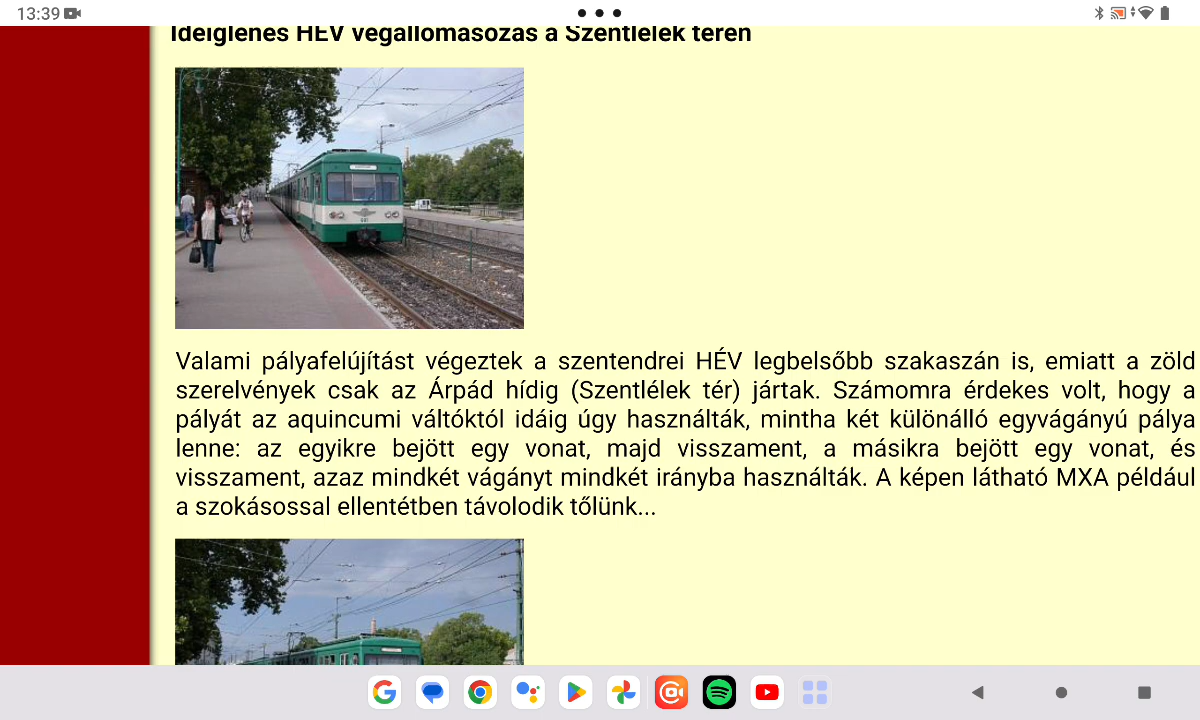 13:39
Ideiglenes HÉV végállomásozás a Szentlélek téren
Valami pályafelújítást végeztek a szentendrei HÉV legbelsőbb szakaszán is, emiatt a zöld
szerelvények csak az Árpád hídig (Szentlélek tér) jártak. Számomra érdekes volt, hogy a
pályát az aquincumi váltóktól idáig úgy használták, mintha két különálló egyvágányú pálya
lenne: az egyikre bejött egy vonat, majd visszament, a másikra bejött egy vonat, és
visszament, azaz mindkét vágányt mindkét irányba használták. A képen látható MXA például
a szokásossal ellentétben távolodik tőlünk...